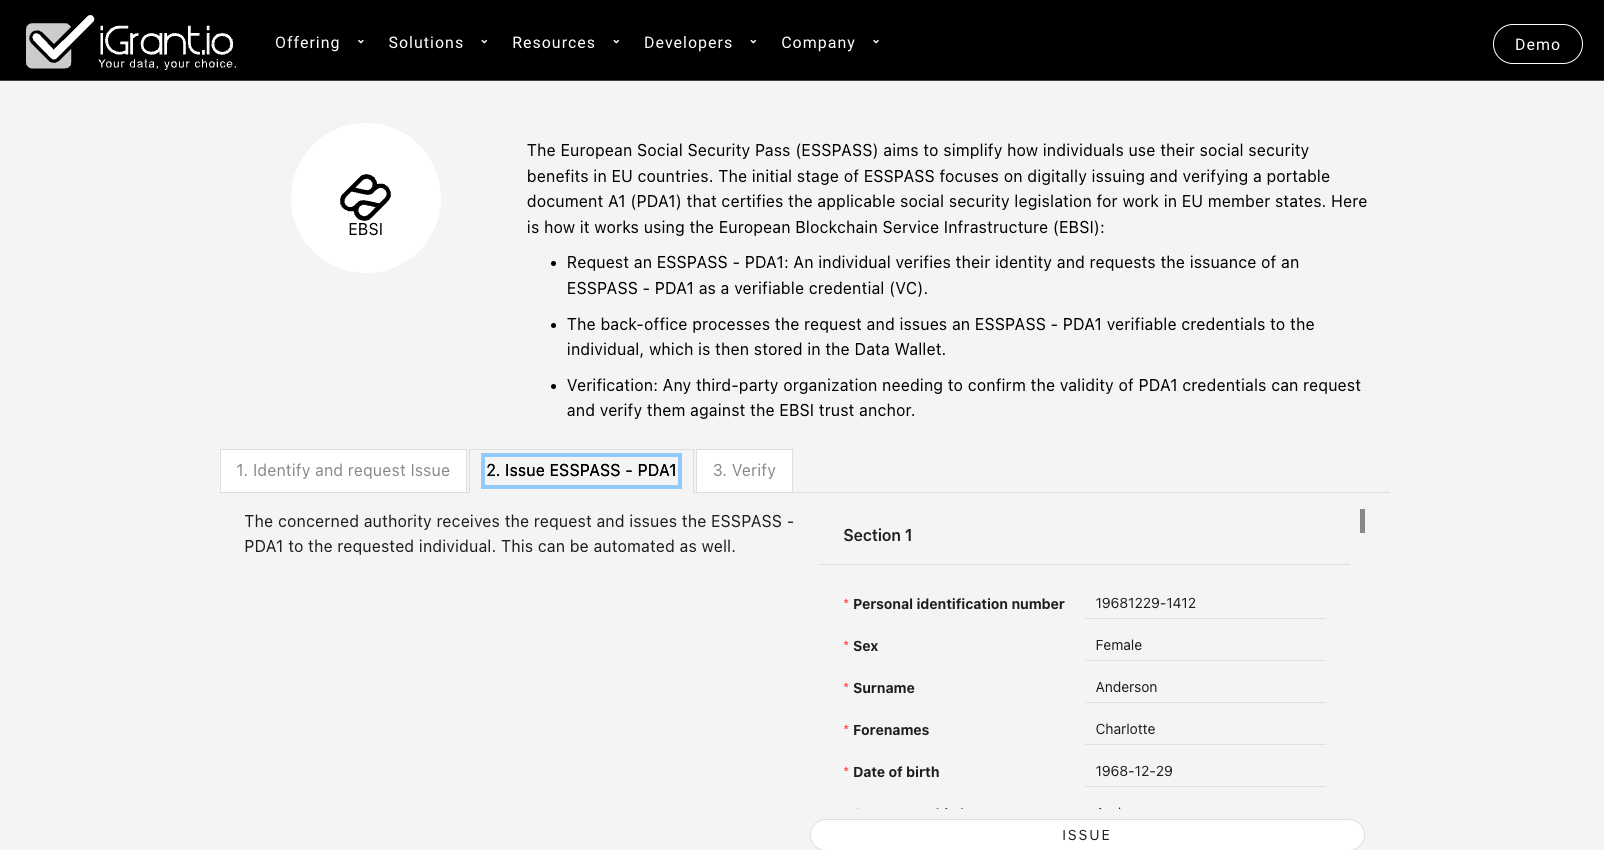 iGrant.io
Your data, your choice.
Offering
Solutions
Resources
Developers
Company
Demo
EBSI
The European Social Security Pass (ESSPASS) aims to simplify how individuals use their social security
benefits in EU countries. The initial stage of ESSPASS focuses on digitally issuing and verifying a portable
document A1 (PDA1) that certifies the applicable social security legislation for work in EU member states. Here
is how it works using the European Blockchain Service Infrastructure (EBSI):
• Request an ESSPASS - PDA1: An individual verifies their identity and requests the issuance of an
ESSPASS - PDA1 as a verifiable credential (VC).
• The back-office processes the request and issues an ESSPASS - PDA1 verifiable credentials to the
individual, which is then stored in the Data Wallet.
• Verification: Any third-party organization needing to confirm the validity of PDA1 credentials can request
and verify them against the EBSI trust anchor.
1. Identify and request Issue
2. Issue ESSPASS - PDA1
3. Verify
The concerned authority receives the request and issues the ESSPASS -
PDA1 to the requested individual. This can be automated as well.
Section 1
* Personal identification number 19681229-1412
* Sex Female
* Surname Anderson
* Forenames Charlotte
* Date of birth 1968-12-29
ISSUE